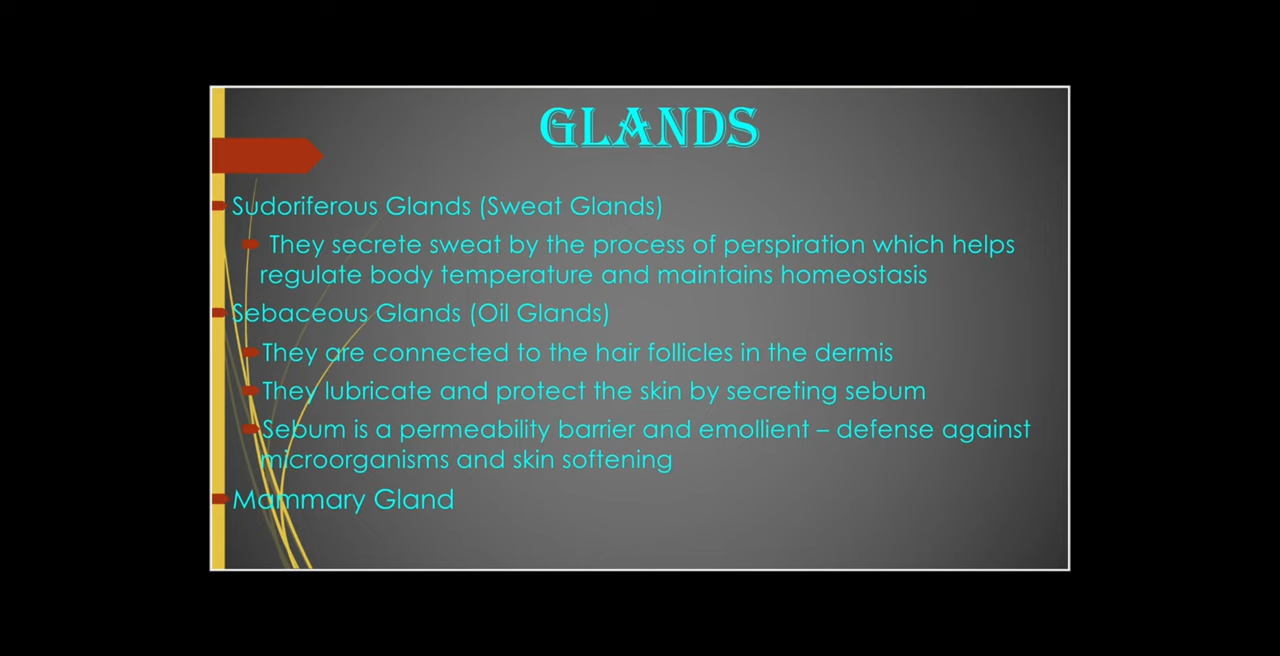 GLANDS
Sudoriferous Glands (Sweat Glands)
They secrete sweat by the process of perspiration which helps
regulate body temperature and maintains homeostasis
Sebaceous Glands (Oil Glands)
They are connected to the hair follicles in the dermis
They lubricate and protect the skin by secreting sebum
Sebum is a permeability barrier and emollient – defense against
microorganisms and skin softening
Mammary Gland